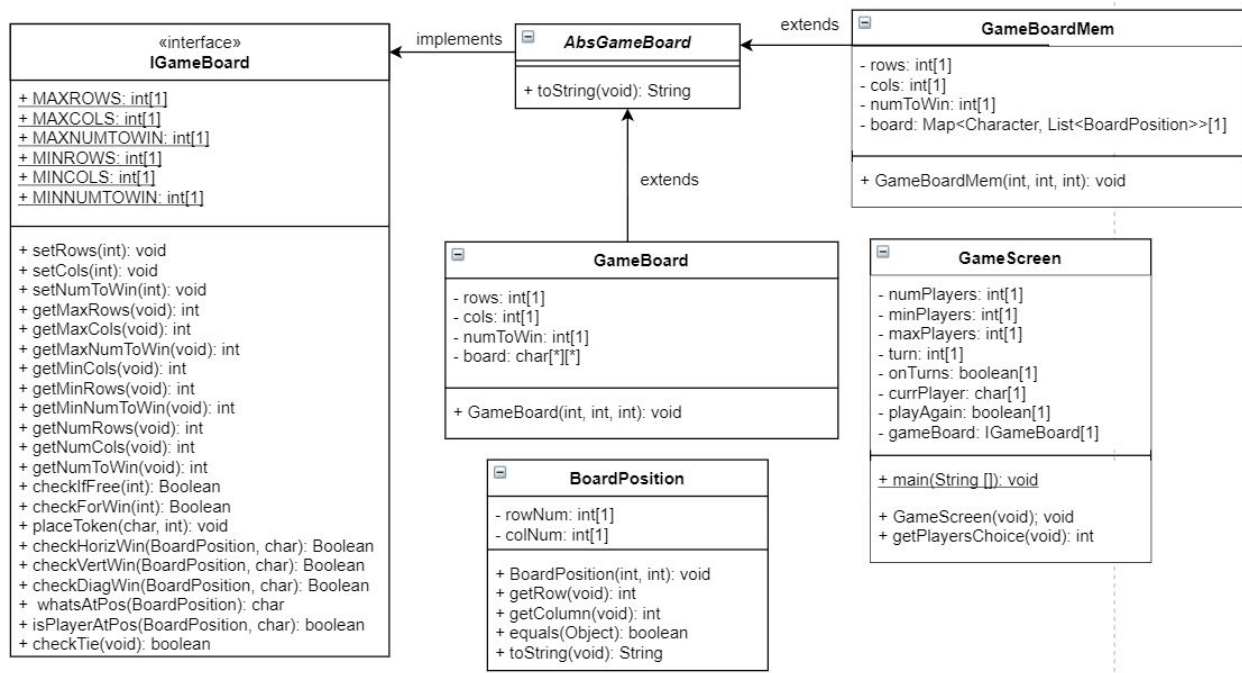 «interface»
IGameBoard
+ MAXROWS: int[1]
+ MAXCOLS: int[1]
+ MAXNUMTOWIN: int[1]
+ MINROWS: int[1]
+ MINCOLS: int[1]
+ MINNUMTOWIN: int[1]
+ setRows(int): void
+ setCols(int): void
+ setNumToWin(int): void
+ getMaxRows(void): int
+ getMaxCols(void): int
+ getMaxNumToWin(void): int
+ getMinCols(void): int
+ getMinRows(void): int
+ getMinNumToWin(void): int
+ getNumRows(void): int
+ getNumCols(void): int
+ getNumToWin(void): int
+ checkIfFree(int): Boolean
+ checkForWin(int): Boolean
+ placeToken(char, int): void
+ checkHorizWin(BoardPosition, char): Boolean
+ checkVertWin(BoardPosition, char): Boolean
+ checkDiagWin(BoardPosition, char): Boolean
+ whatsAtPos(BoardPosition): char
+ isPlayerAtPos(BoardPosition, char): boolean
+ checkTie(void): boolean
implements
AbsGameBoard
+ toString(void): String
extends
GameBoardMem
- rows: int[1]
- cols: int[1]
- numToWin: int[1]
- board: Map<Character, List<BoardPosition>>[1]
+ GameBoardMem(int, int, int): void
extends
GameBoard
- rows: int[1]
- cols: int[1]
- numToWin: int[1]
- board: char[*][*]
+ GameBoard(int, int, int): void
GameScreen
- numPlayers: int[1]
- minPlayers: int[1]
- maxPlayers: int[1]
- turn: int[1]
- onTurns: boolean[1]
- currPlayer: char[1]
- playAgain: boolean[1]
- gameBoard: IGameBoard[1]
+ main(String []): void
+ GameScreen(void); void
+ getPlayersChoice(void): int
BoardPosition
- rowNum: int[1]
- colNum: int[1]
+ BoardPosition(int, int): void
+ getRow(void): int
+ getColumn(void): int
+ equals(Object): boolean
+ toString(void): String